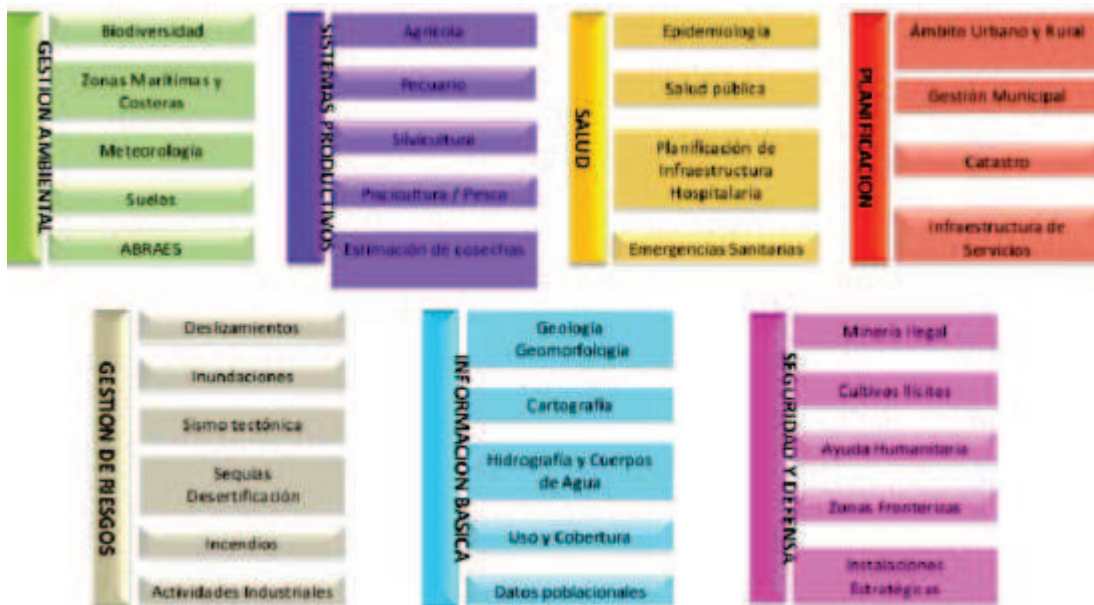 GESTION AMBIENTAL
Biodiversidad
Zonas Marítimas y
Costeras
Meteorología
Suelos
ABRAES
SISTEMAS PRODUCTIVOS
Agrícola
Pecuario
Silvicultura
Piscicultura / Pesca
Estimación de cosechas
SALUD
Epidemiología
Salud pública
Planificación de
Infraestructura
Hospitalaria
Emergencias Sanitarias
PLANIFICACION
Ámbito Urbano y Rural
Gestión Municipal
Catastro
Infraestructura de
Servicios
GESTION DE RIESGOS
Deslizamientos
Inundaciones
Sismo tectónica
Sequias
Desertificación
Incendios
Actividades Industriales
INFORMACION BASICA
Geología
Geomorfología
Cartografía
Hidrografía y Cuerpos
de Agua
Uso y Cobertura
Datos poblacionales
SEGURIDAD Y DEFENSA
Minería Ilegal
Cultivos Ilícitos
Ayuda Humanitaria
Zonas Fronterizas
Instalaciones
Estratégicas